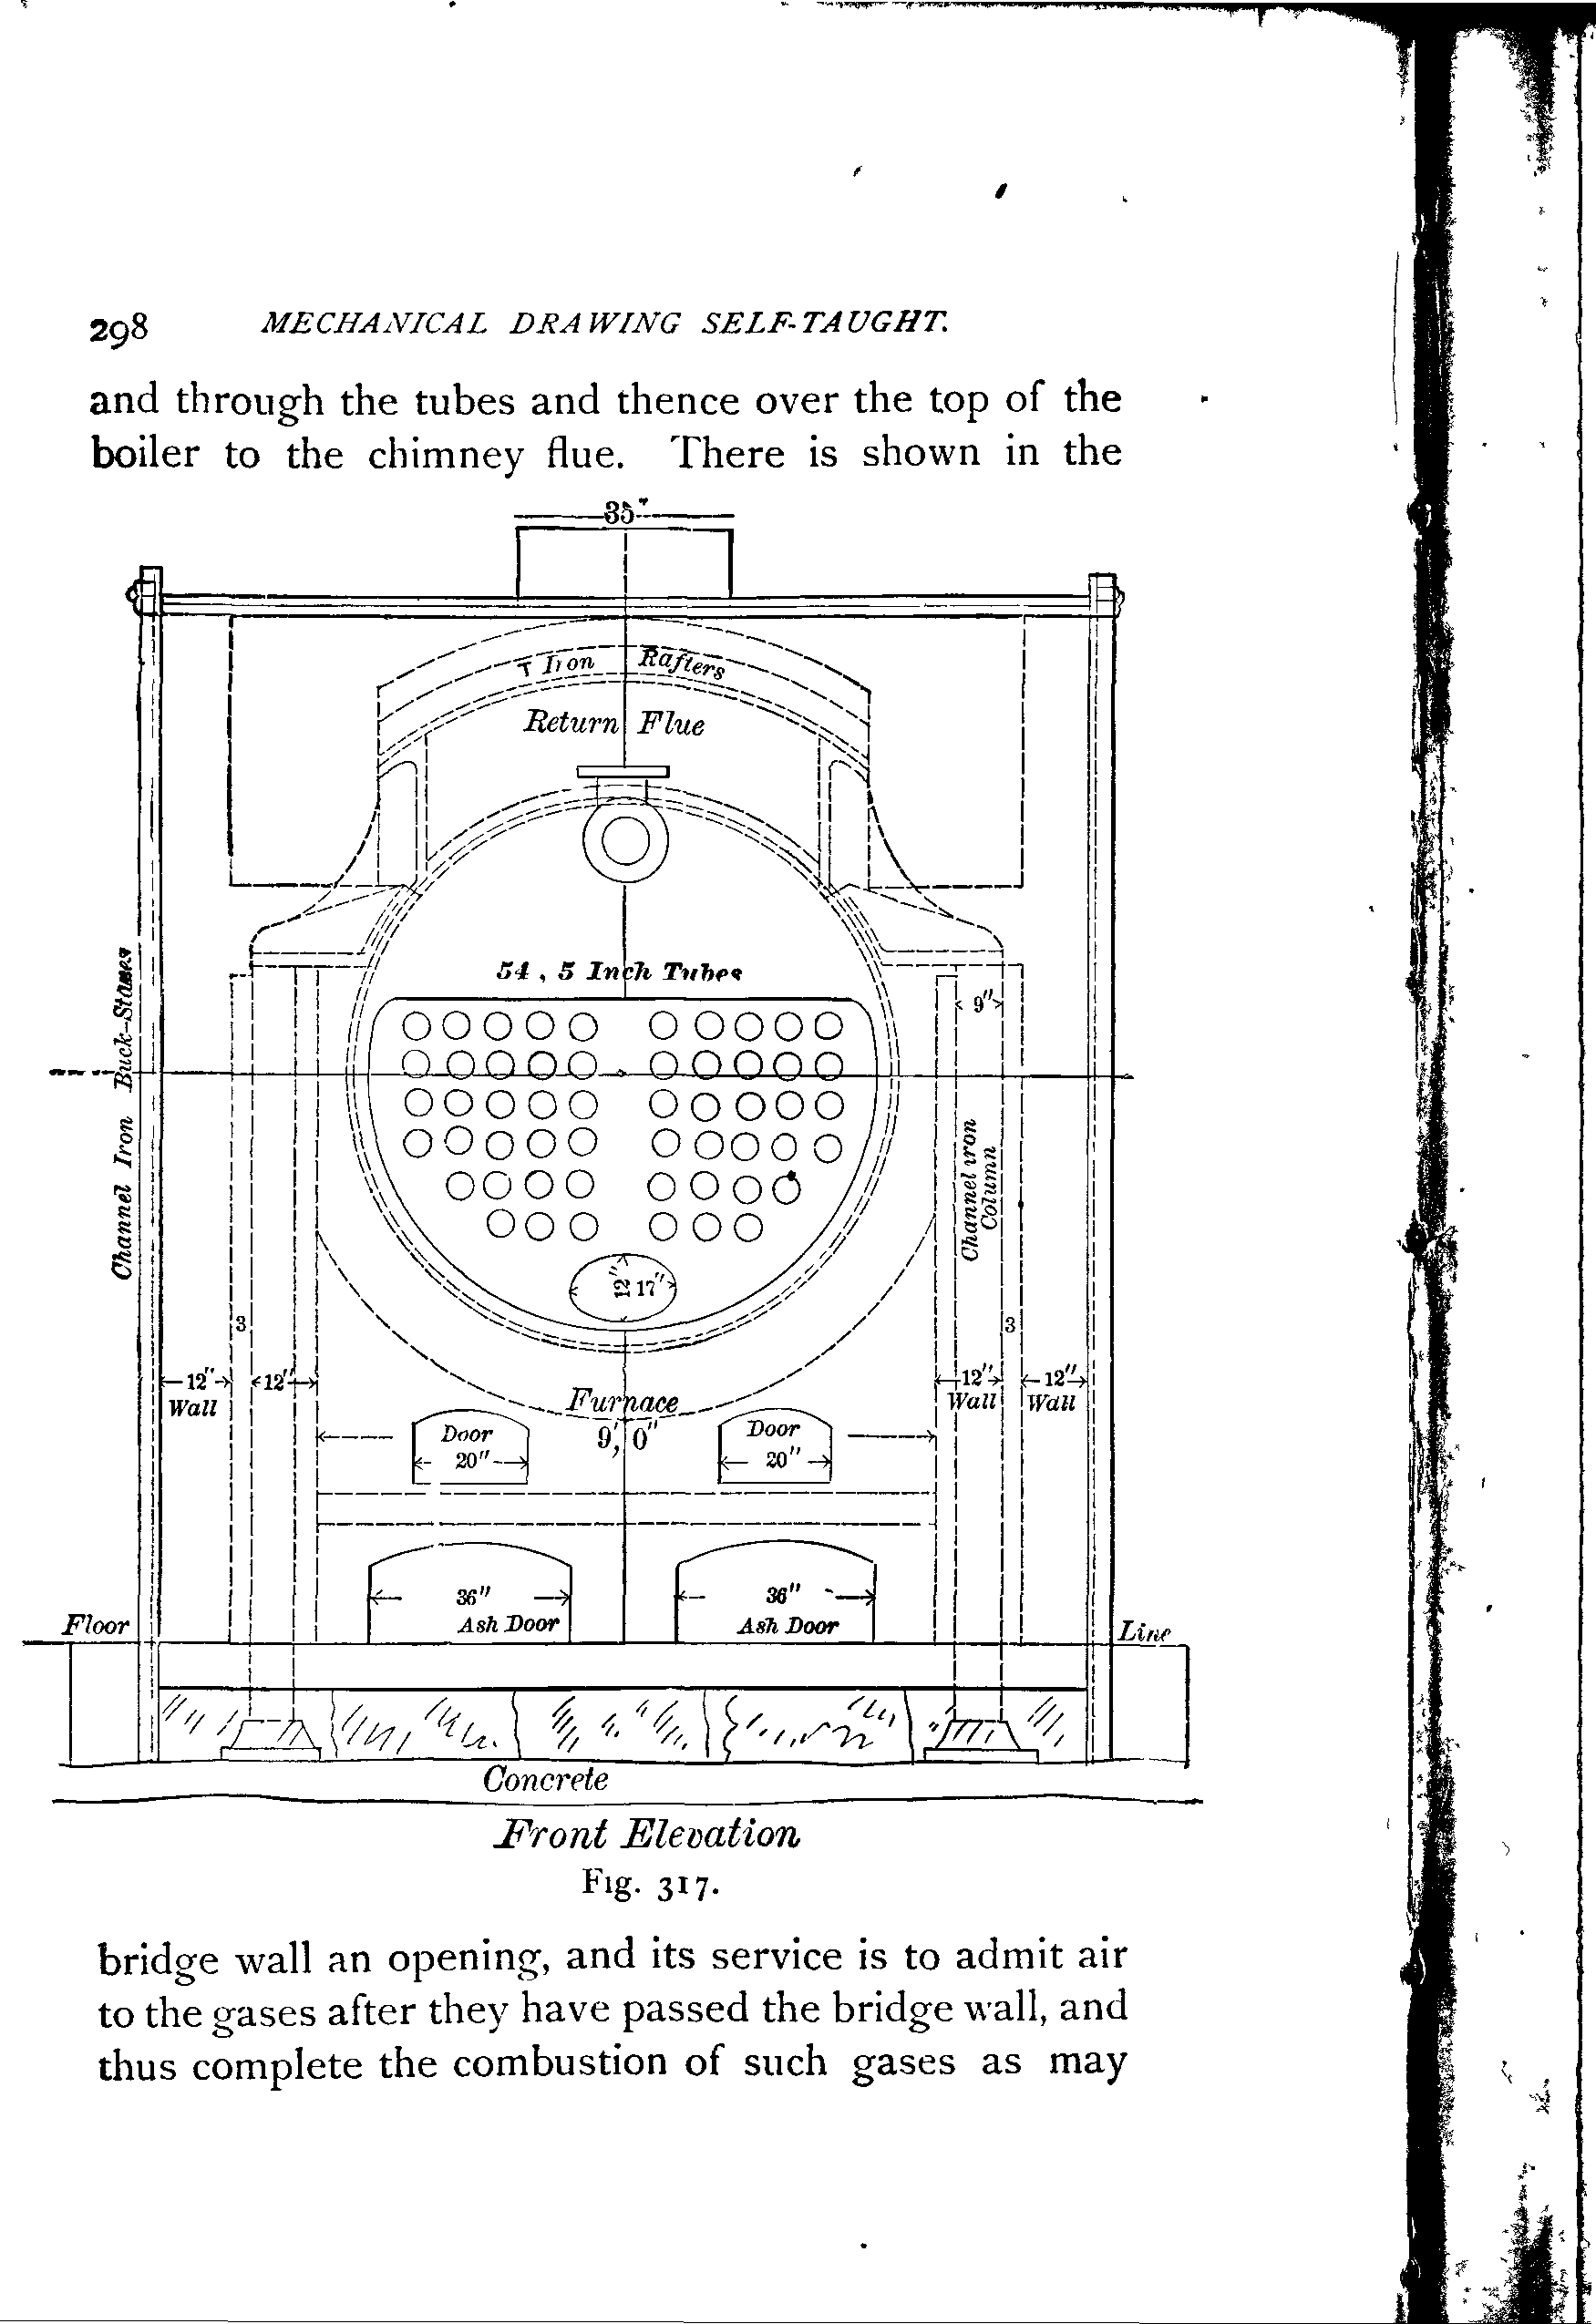 298 MECHANICAL DRAWING SELF-TAUGHT.
and through the tubes and thence over the top of the
boiler to the chimney flue. There is shown in the
35"
T Iron Rafters
Return Flue
54, 5 Inch Tubes
9"
Channel Iron Buck-Staves
Channel iron
Column
12" 17"
3
3
12"
Wall
12"
12"
Wall
12"
Wall
Furnace
9', 0"
Door
20"
Door
20"
36"
Ash Door
36"
Ash Door
Floor
Line
Concrete
Front Elevation
Fig. 317.
bridge wall an opening, and its service is to admit air
to the gases after they have passed the bridge wall, and
thus complete the combustion of such gases as may